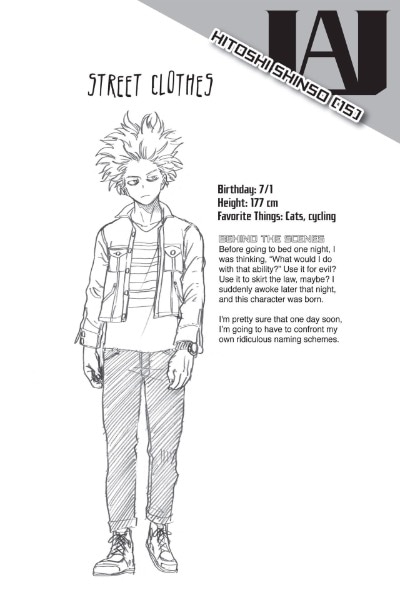 UA
HITOSHI SHINSO (15)
STREET CLOTHES
Birthday: 7/1
Height: 177 cm
Favorite Things: Cats, cycling
BEHIND THE SCENES
Before going to bed one night, I
was thinking, “What would I do
with that ability?” Use it for evil?
Use it to skirt the law, maybe? I
suddenly awoke later that night,
and this character was born.
I'm pretty sure that one day soon,
I'm going to have to confront my
own ridiculous naming schemes.